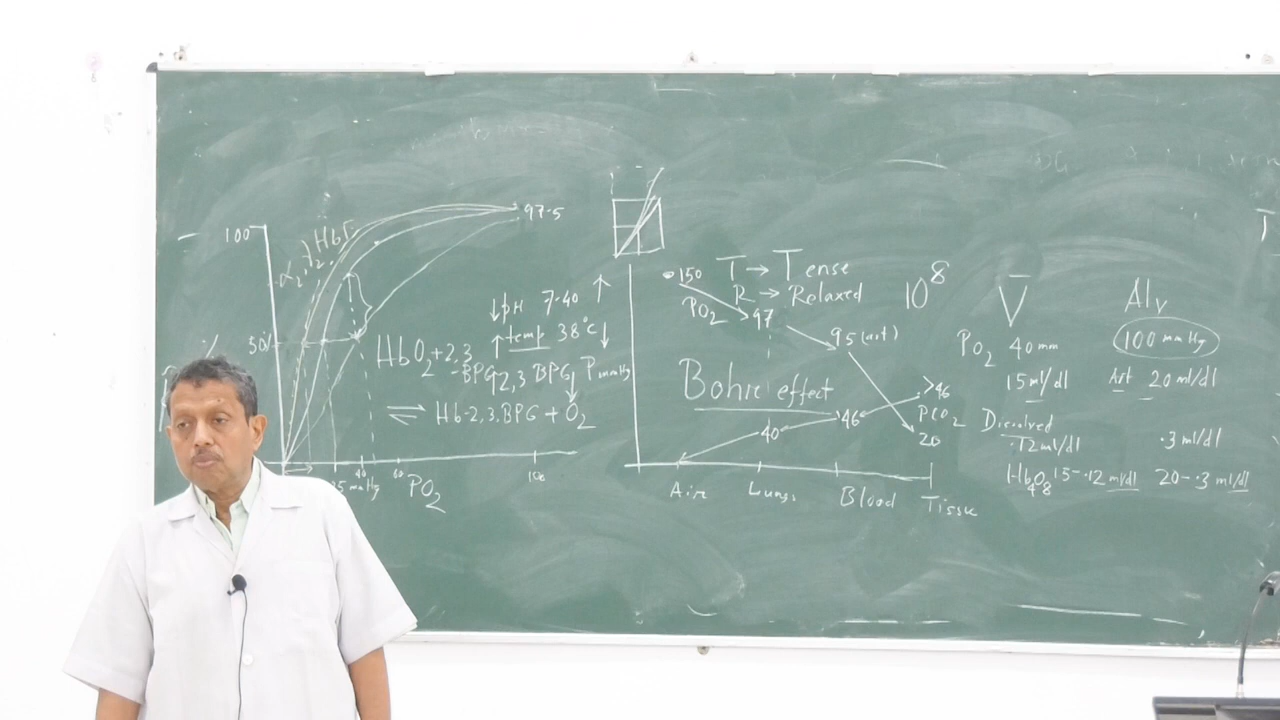 100
α₂,γ₂ HbF
97.5
50%
HbO₂+2,3
-BPG
⇌ Hb-2,3.BPG + O₂
↓pH 7.40 ↑
↑temp 38°c ↓
↑2,3 BPG↓ P mmHg
40
60
100
PO₂
150
T → Tense
R → Relaxed
PO₂
97
95 (art)
Bohr effect
>46
PCO₂
46
40
20
Air Lungs Blood Tissue
10⁸
V̄ Alv
PO₂ 40 mm 100 mmHg
15 ml/dl Art 20 ml/dl
Dissolved
.12 ml/dl .3 ml/dl
Hb₄O₈ 15-.12 ml/dl 20-.3 ml/dl
T